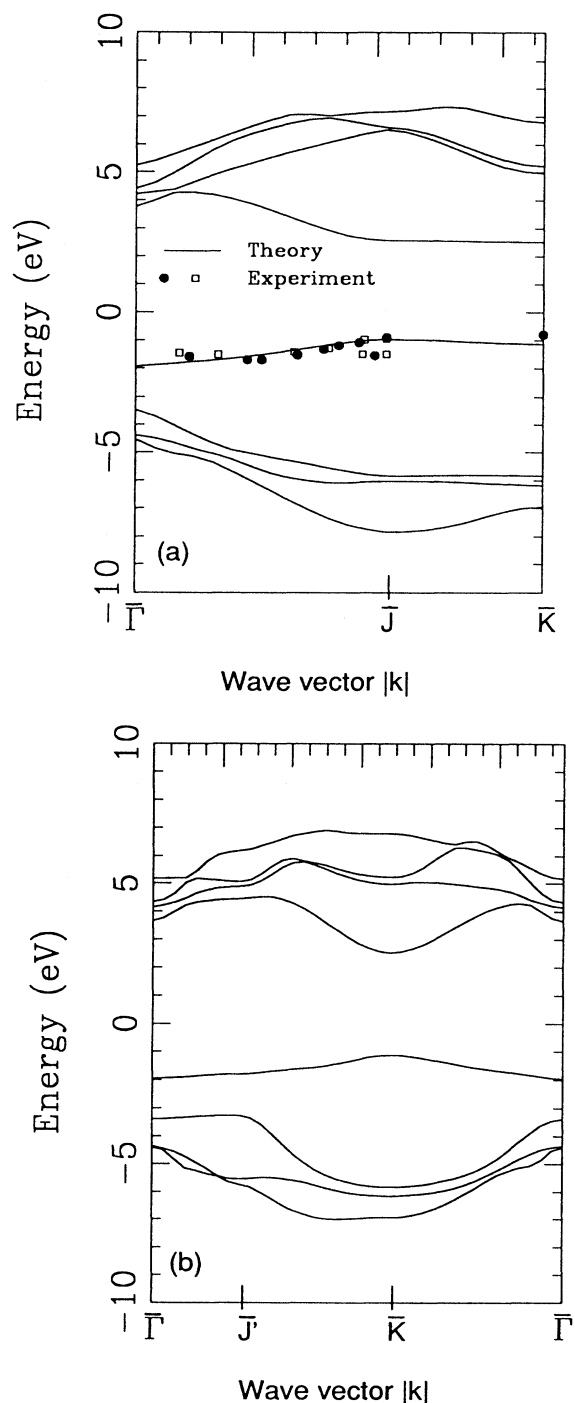 10
5
0
−5
−10
Energy (eV)
Theory
Experiment
(a)
Γ̄ J̄ K̄
Wave vector |k|
10
5
0
−5
−10
Energy (eV)
(b)
Γ̄ J̄' K̄ Γ̄
Wave vector |k|